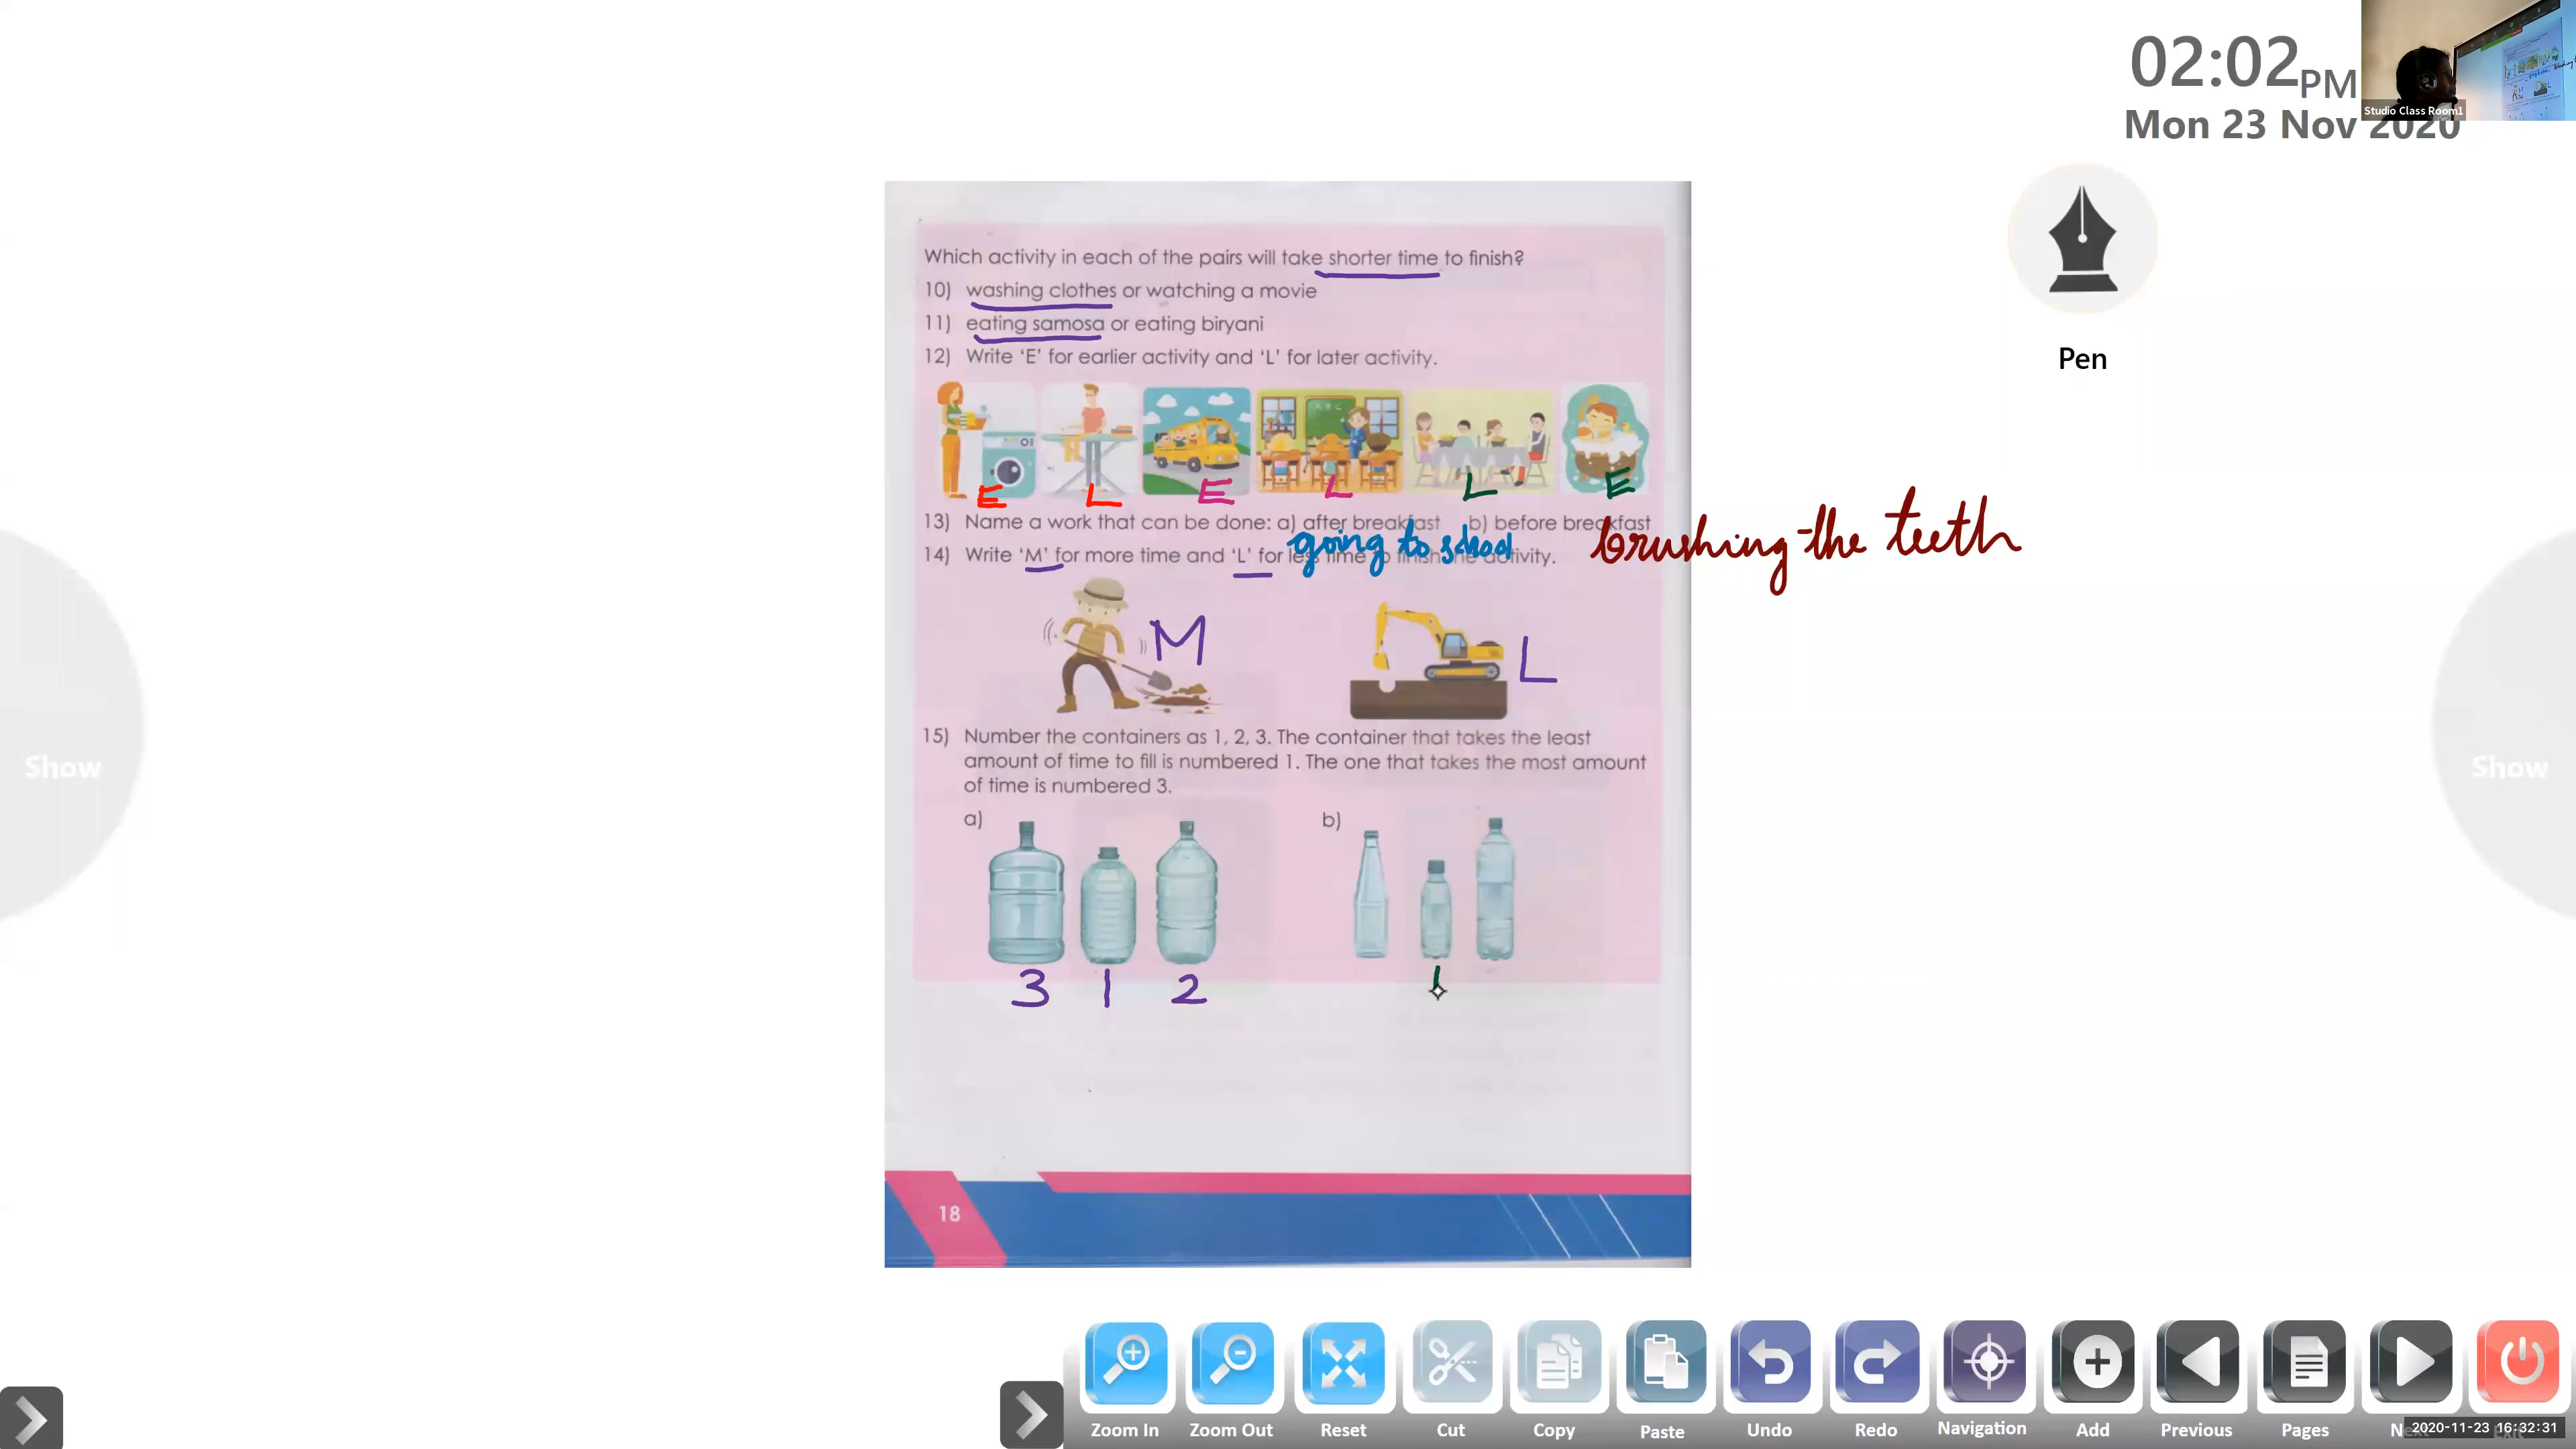 02:02 PM
Mon 23 Nov 2020
Studio Class Room1
Pen
Which activity in each of the pairs will take shorter time to finish?
10) washing clothes or watching a movie
11) eating samosa or eating biryani
12) Write ‘E’ for earlier activity and ‘L’ for later activity.
A B C
E L E L L E
13) Name a work that can be done: a) after breakfast b) before breakfast
going to school brushing the teeth
14) Write ‘M’ for more time and ‘L’ for less time to finish the activity.
M L
15) Number the containers as 1, 2, 3. The container that takes the least
amount of time to fill is numbered 1. The one that takes the most amount
of time is numbered 3.
a) b)
3 1 2
18
Show Show
Zoom In Zoom Out Reset Cut Copy Paste Undo Redo Navigation Add Previous Pages
2020-11-23 16:32:31